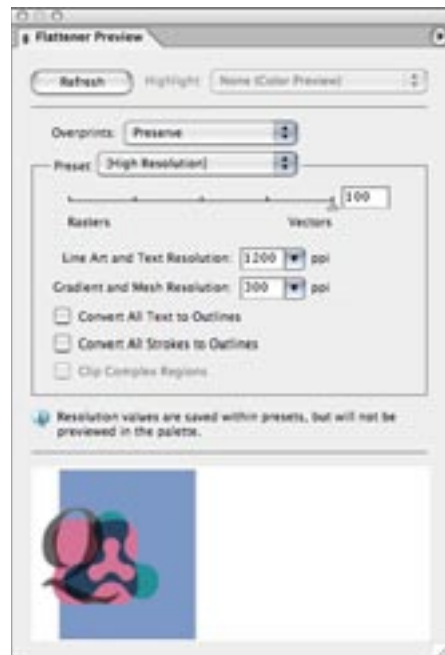 Flattener Preview
Refresh Highlight: None (Color Preview)
Overprints: Preserve
Preset: [High Resolution]
100
Rasters Vectors
Line Art and Text Resolution: 1200 ppi
Gradient and Mesh Resolution: 300 ppi
Convert All Text to Outlines
Convert All Strokes to Outlines
Clip Complex Regions
Resolution values are saved within presets, but will not be
previewed in the palette.
Q